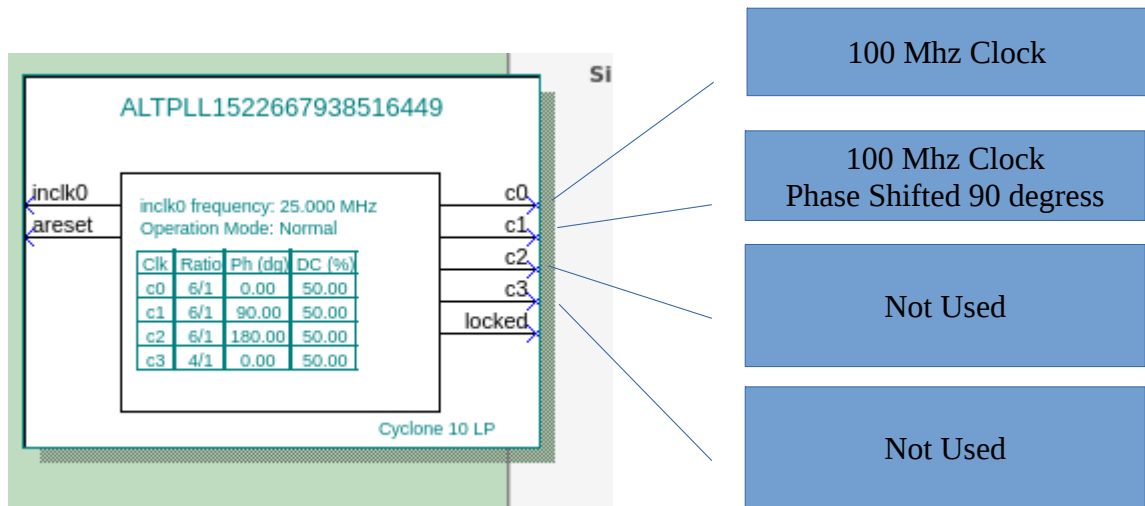 Si
ALTPLL1522667938516449
inclk0
areset
inclk0 frequency: 25.000 MHz
Operation Mode: Normal
Clk Ratio Ph (dg) DC (%)
c0 6/1 0.00 50.00
c1 6/1 90.00 50.00
c2 6/1 180.00 50.00
c3 4/1 0.00 50.00
c0
c1
c2
c3
locked
Cyclone 10 LP
100 Mhz Clock
100 Mhz Clock
Phase Shifted 90 degress
Not Used
Not Used